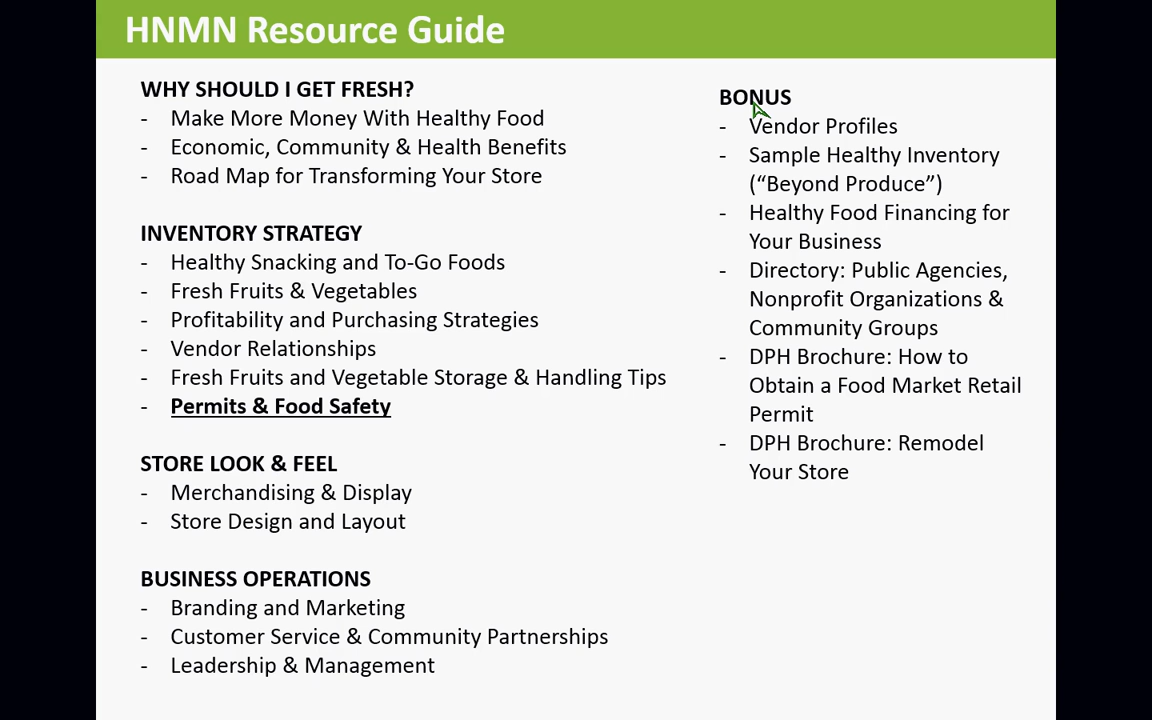 HNMN Resource Guide
WHY SHOULD I GET FRESH?
- Make More Money With Healthy Food
- Economic, Community & Health Benefits
- Road Map for Transforming Your Store
INVENTORY STRATEGY
- Healthy Snacking and To-Go Foods
- Fresh Fruits & Vegetables
- Profitability and Purchasing Strategies
- Vendor Relationships
- Fresh Fruits and Vegetable Storage & Handling Tips
- Permits & Food Safety
STORE LOOK & FEEL
- Merchandising & Display
- Store Design and Layout
BUSINESS OPERATIONS
- Branding and Marketing
- Customer Service & Community Partnerships
- Leadership & Management
BONUS
- Vendor Profiles
- Sample Healthy Inventory
(“Beyond Produce”)
- Healthy Food Financing for
Your Business
- Directory: Public Agencies,
Nonprofit Organizations &
Community Groups
- DPH Brochure: How to
Obtain a Food Market Retail
Permit
- DPH Brochure: Remodel
Your Store